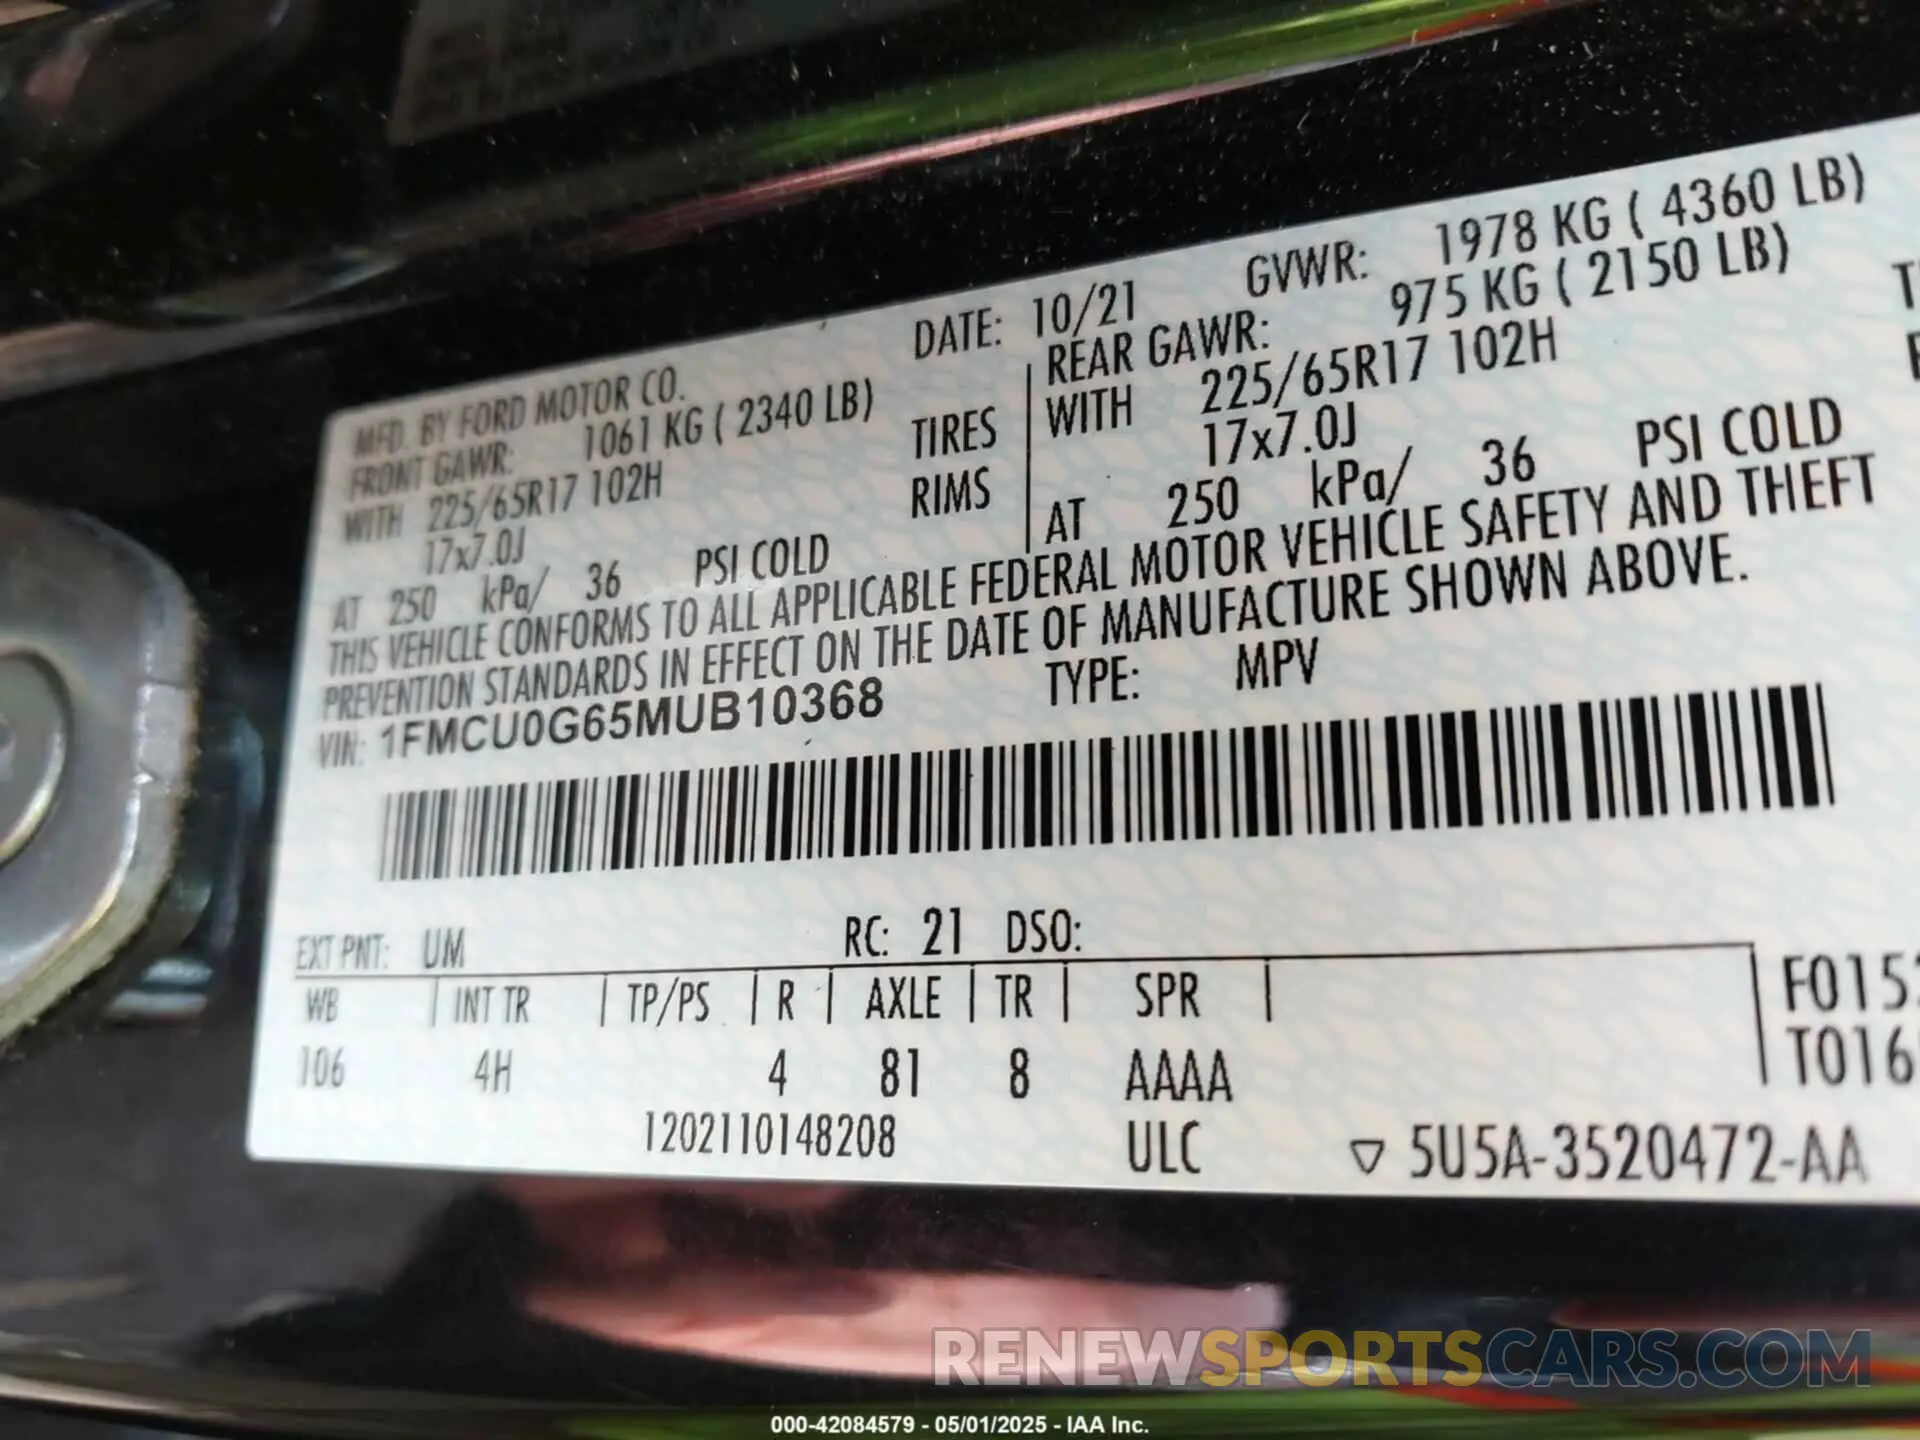 MFD. BY FORD MOTOR CO. DATE: 10/21 GVWR: 1978 KG ( 4360 LB)
FRONT GAWR: 1061 KG ( 2340 LB) REAR GAWR: 975 KG ( 2150 LB)
WITH 225/65R17 102H TIRES WITH 225/65R17 102H
17x7.0J RIMS 17x7.0J
AT 250 kPa/ 36 PSI COLD AT 250 kPa/ 36 PSI COLD
THIS VEHICLE CONFORMS TO ALL APPLICABLE FEDERAL MOTOR VEHICLE SAFETY AND THEFT
PREVENTION STANDARDS IN EFFECT ON THE DATE OF MANUFACTURE SHOWN ABOVE.
VIN: 1FMCU0G65MUB10368 TYPE: MPV
EXT PNT: UM RC: 21 DSO:
WB | INT TR | TP/PS | R | AXLE | TR | SPR |
106 4H 4 81 8 AAAA
1202110148208 ULC ▽ 5U5A-3520472-AA
RENEWSPORTSCARS.COM
000-42084579 - 05/01/2025 - IAA Inc.